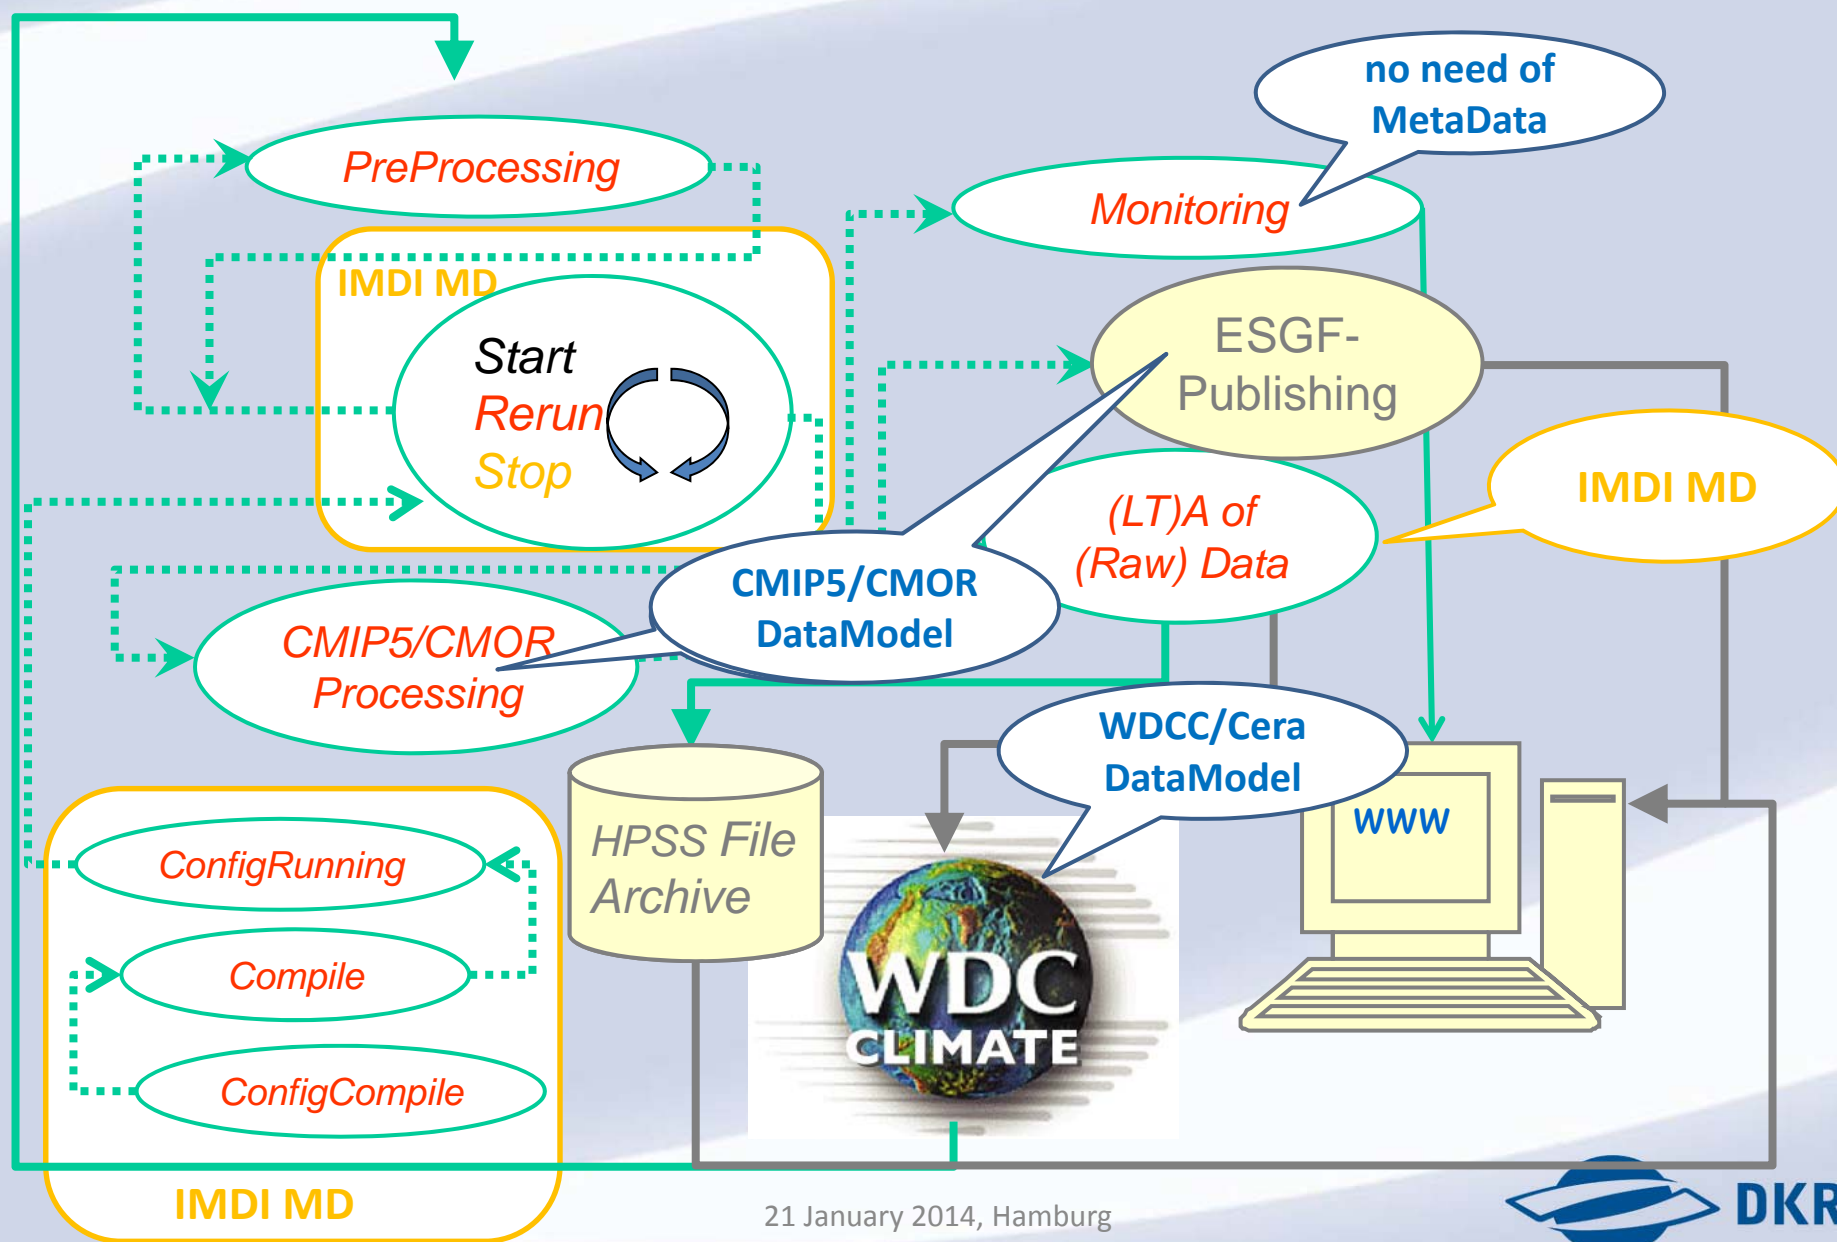 no need of
MetaData
PreProcessing
Monitoring
IMDI MD
Start
Rerun
Stop
ESGF-
Publishing
IMDI MD
(LT)A of
(Raw) Data
CMIP5/CMOR
DataModel
CMIP5/CMOR
Processing
WDCC/Cera
DataModel
www
HPSS File
Archive
ConfigRunning
Compile
ConfigCompile
IMDI MD
WDC
CLIMATE
21 January 2014, Hamburg
DKR